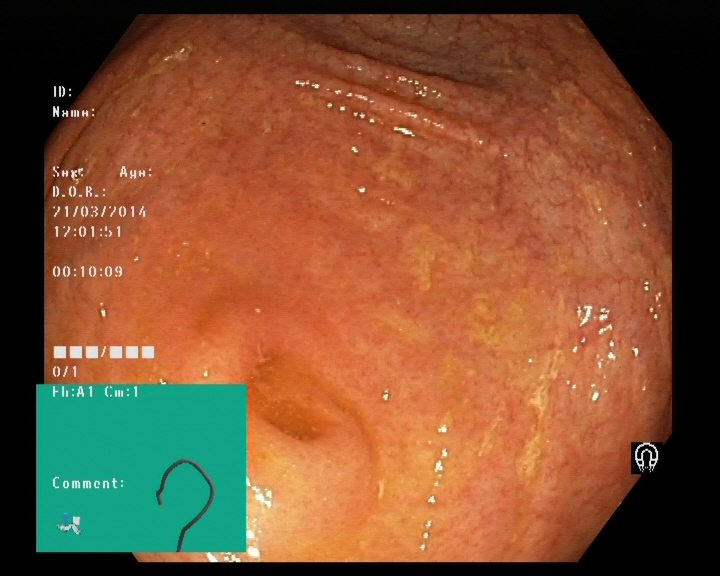 ID:
Name:
Sex: Age:
D.O.B.:
21/03/2014
12:01:51
00:10:09
■■■/■■■
0/1
Eh:A1 Cm:1
Comment: